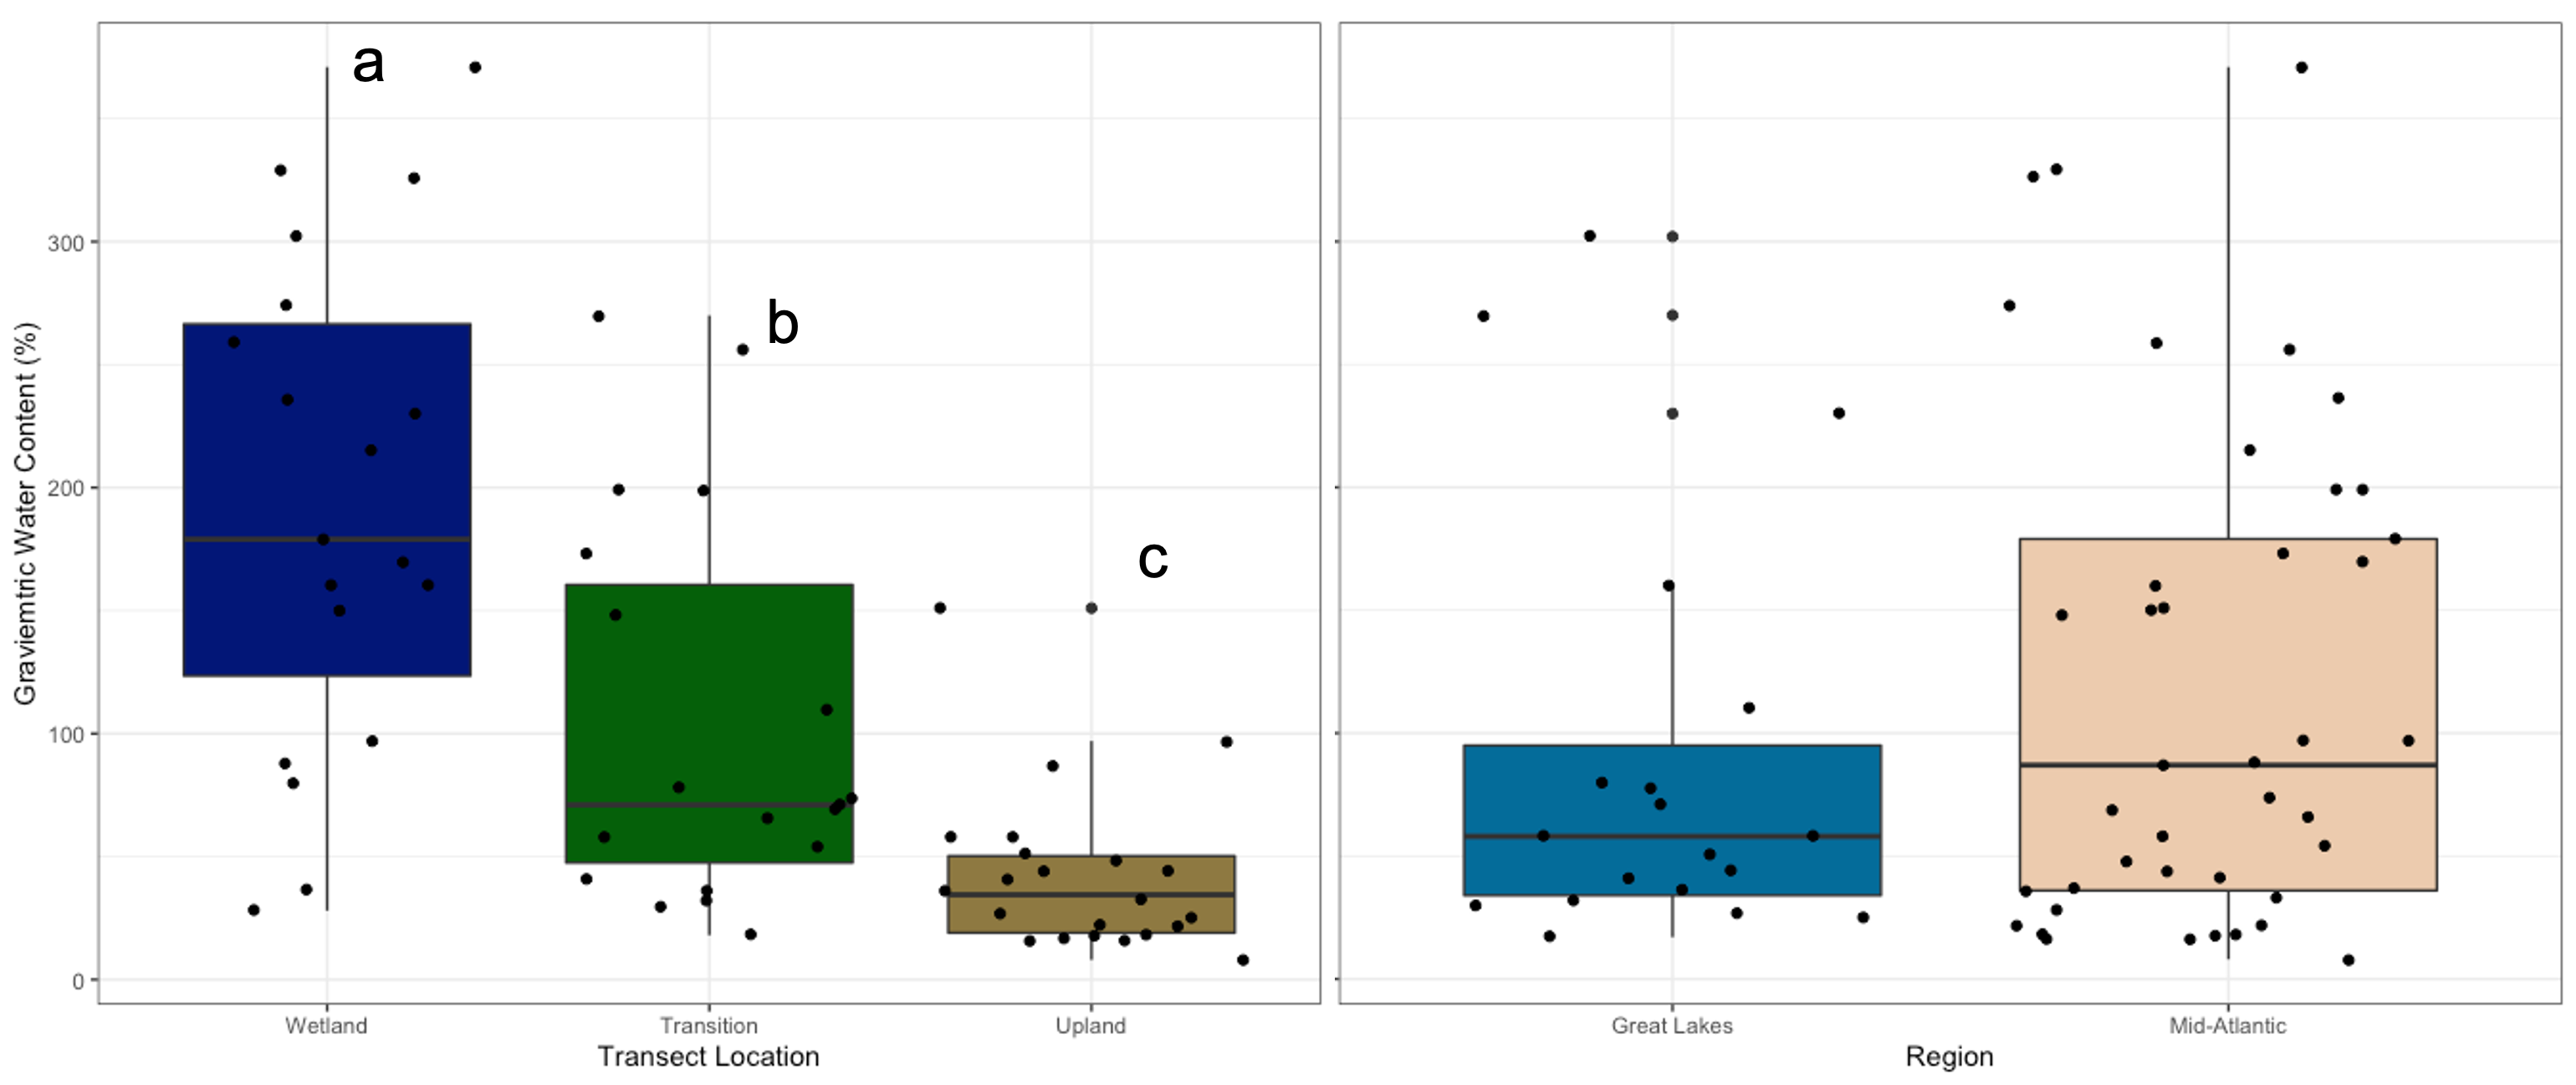 a
b
c
300
200
100
0
Graviemtric Water Content (%)
Wetland
Transition
Upland
Transect Location
Great Lakes
Mid-Atlantic
Region